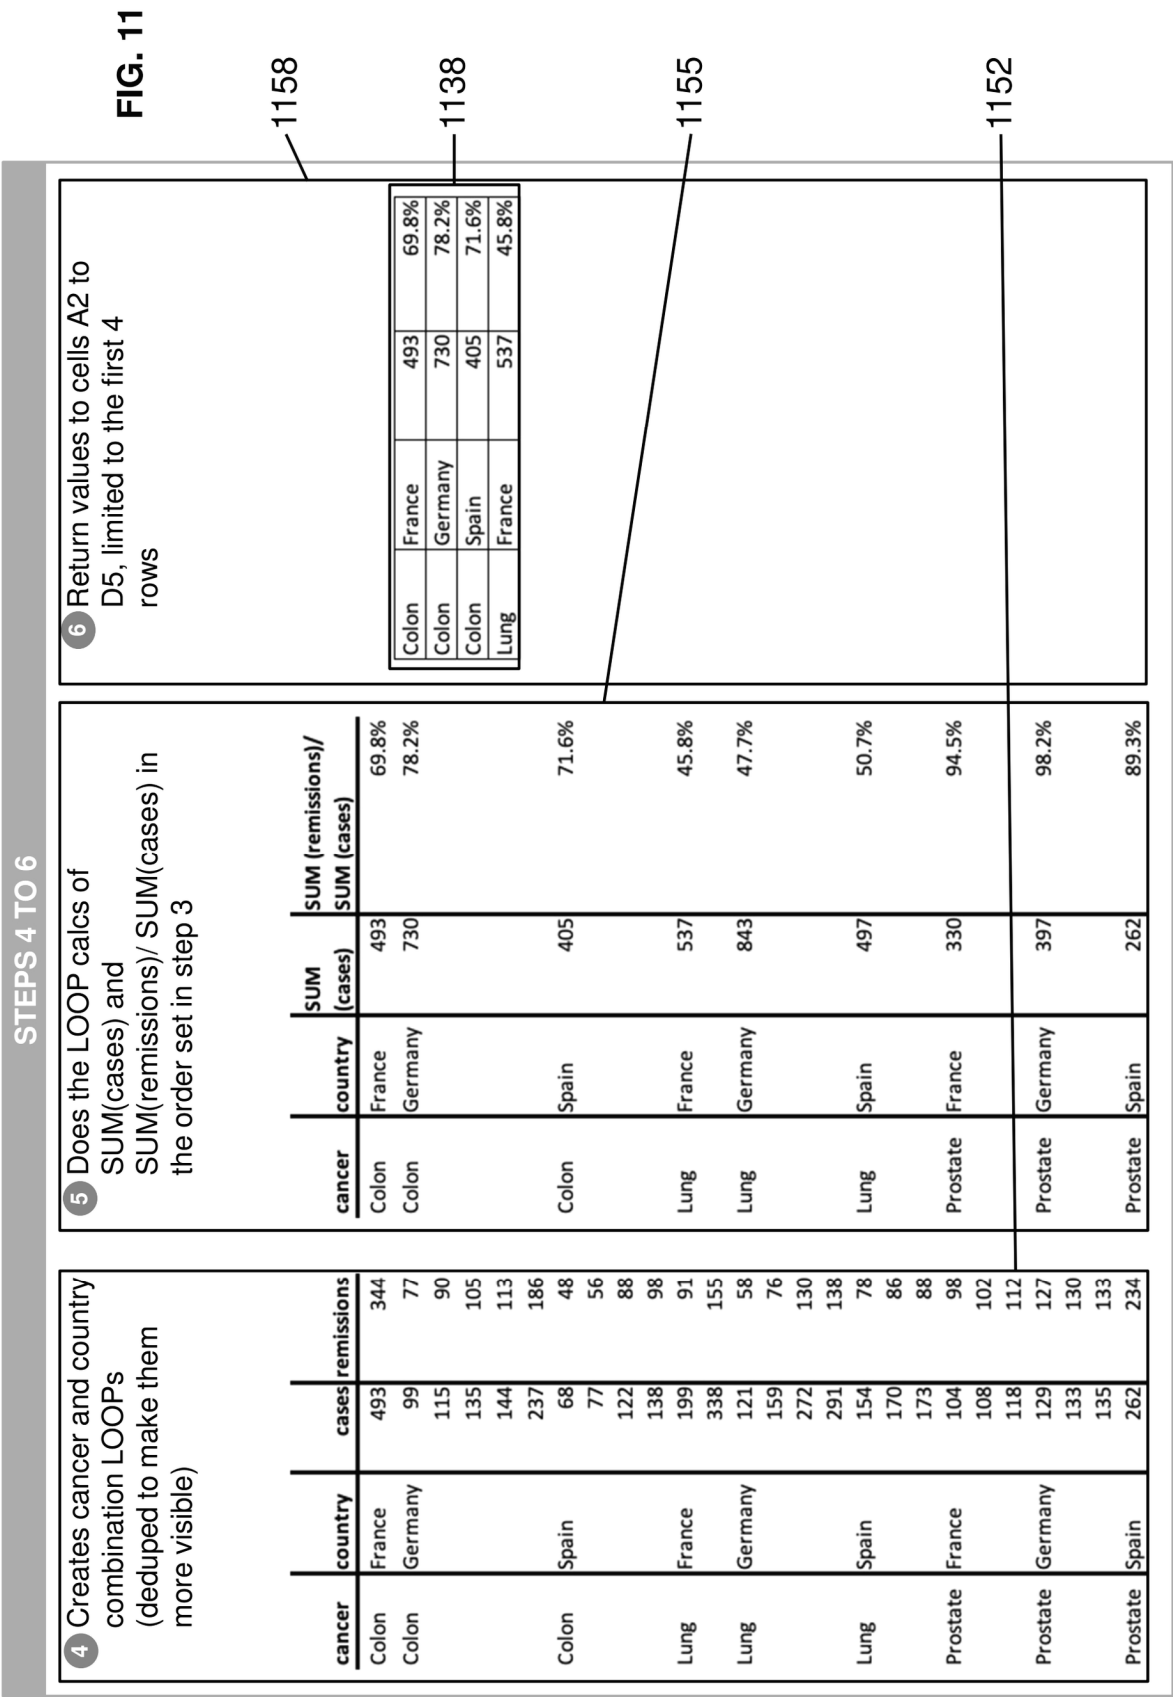 FIG. 11
STEPS 4 TO 6
4 Creates cancer and country
combination LOOPs
(deduped to make them
more visible)
cancer country cases remissions
Colon France 493 344
Colon Germany 99 77
115 90
135 105
144 113
237 186
Colon Spain 68 48
77 56
122 88
138 98
Lung France 199 91
338 155
Lung Germany 121 58
159 76
272 130
291 138
Lung Spain 154 78
170 86
173 88
Prostate France 104 98
108 102
118 112
Prostate Germany 129 127
133 130
135 133
Prostate Spain 262 234
5 Does the LOOP calcs of
SUM(cases) and
SUM(remissions)/ SUM(cases) in
the order set in step 3
SUM SUM (remissions)/
cancer country (cases) SUM (cases)
Colon France 493 69.8%
Colon Germany 730 78.2%
Colon Spain 405 71.6%
Lung France 537 45.8%
Lung Germany 843 47.7%
Lung Spain 497 50.7%
Prostate France 330 94.5%
Prostate Germany 397 98.2%
Prostate Spain 262 89.3%
6 Return values to cells A2 to
D5, limited to the first 4
rows
Colon France 493 69.8%
Colon Germany 730 78.2%
Colon Spain 405 71.6%
Lung France 537 45.8%
1158
1138
1155
1152